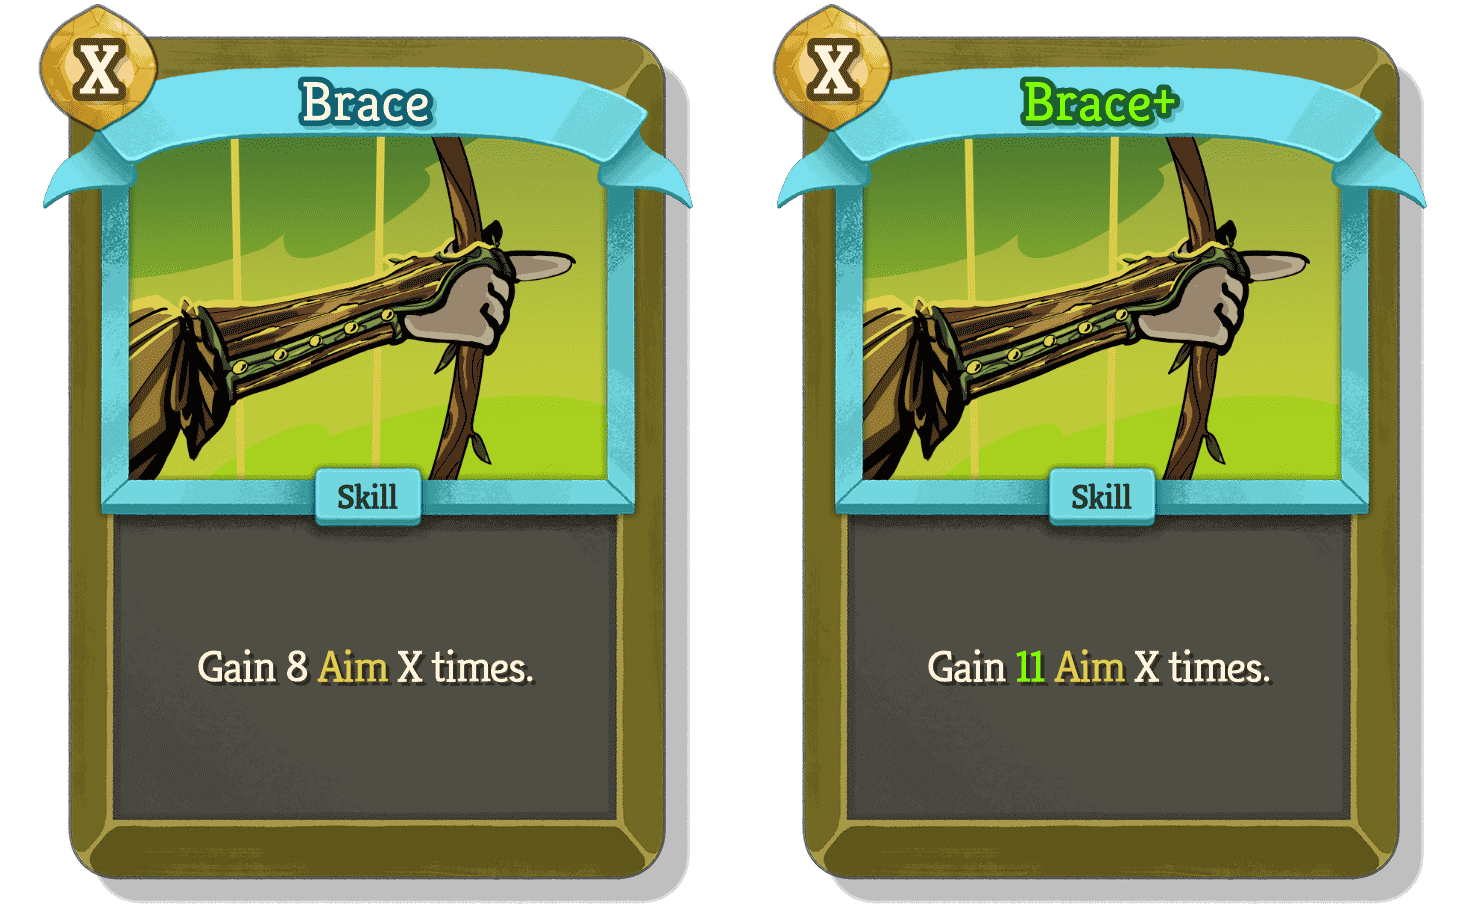 X
Brace
Skill
Gain 8 Aim X times.
X
Brace+
Skill
Gain 11 Aim X times.